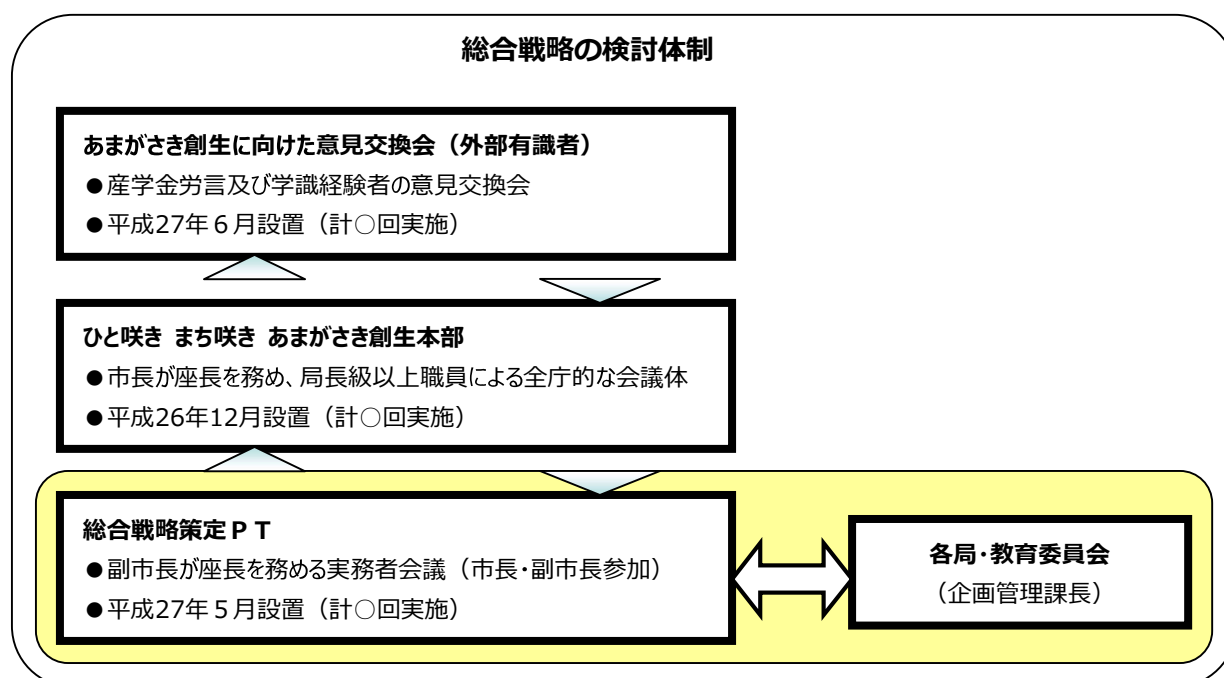 総合戦略の検討体制
あまがさき創生に向けた意見交換会（外部有識者）
●産学金労言及び学識経験者の意見交換会
●平成27年６月設置（計○回実施）
ひと咲き まち咲き あまがさき創生本部
●市長が座長を務め、局長級以上職員による全庁的な会議体
●平成26年12月設置（計○回実施）
総合戦略策定ＰＴ
●副市長が座長を務める実務者会議（市長・副市長参加）
●平成27年５月設置（計○回実施）
各局・教育委員会
（企画管理課長）